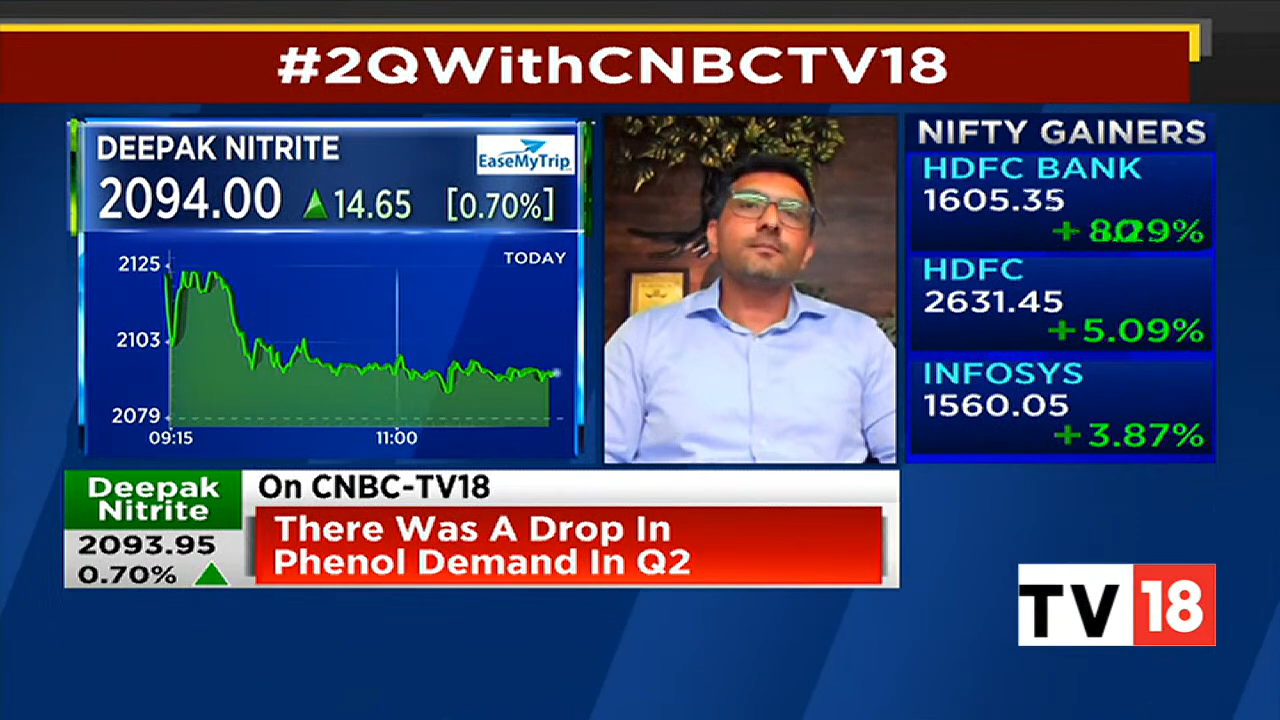 #2QWithCNBCTV18
DEEPAK NITRITE
EaseMyTrip
2094.00 ▲ 14.65 [0.70%]
TODAY
2125
2103
2079
09:15
11:00
NIFTY GAINERS
HDFC BANK
1605.35
HDFC
2631.45
+5.09%
INFOSYS
1560.05
+3.87%
Deepak
Nitrite
2093.95
0.70% ▲
On CNBC-TV18
There Was A Drop In
Phenol Demand In Q2
TV18